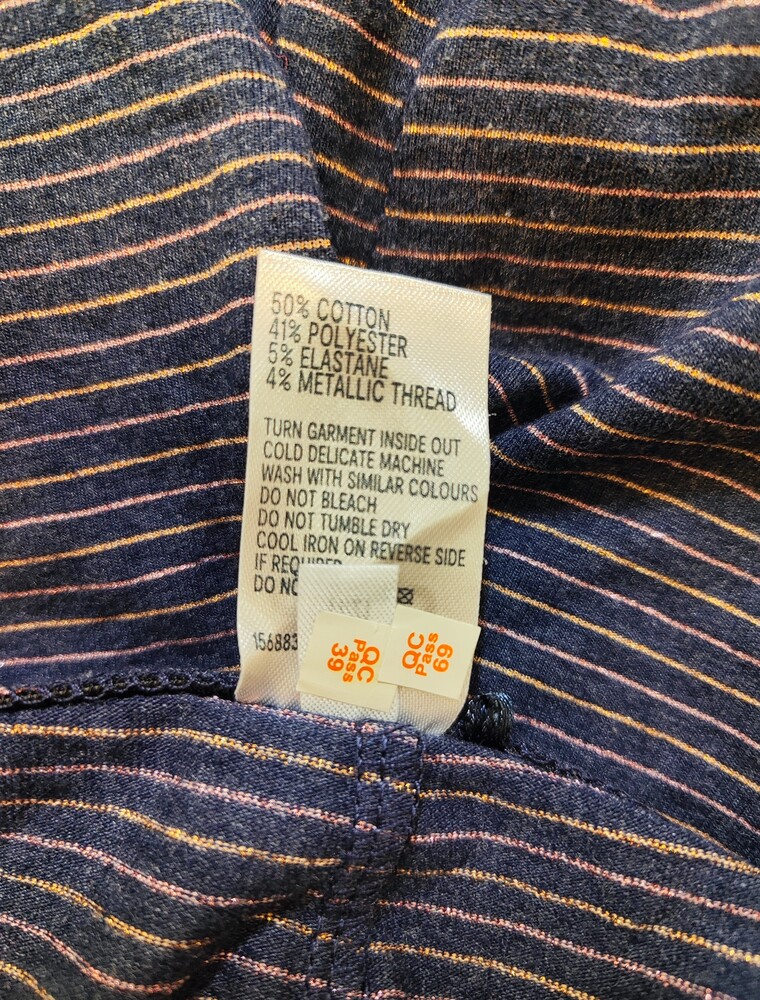 50% COTTON
41% POLYESTER
5% ELASTANE
4% METALLIC THREAD
TURN GARMENT INSIDE OUT
COLD DELICATE MACHINE
WASH WITH SIMILAR COLOURS
DO NOT BLEACH
DO NOT TUMBLE DRY
COOL IRON ON REVERSE SIDE
IF REQUIRED
DO
156883
QC
Pass
39
QC
Pass
69